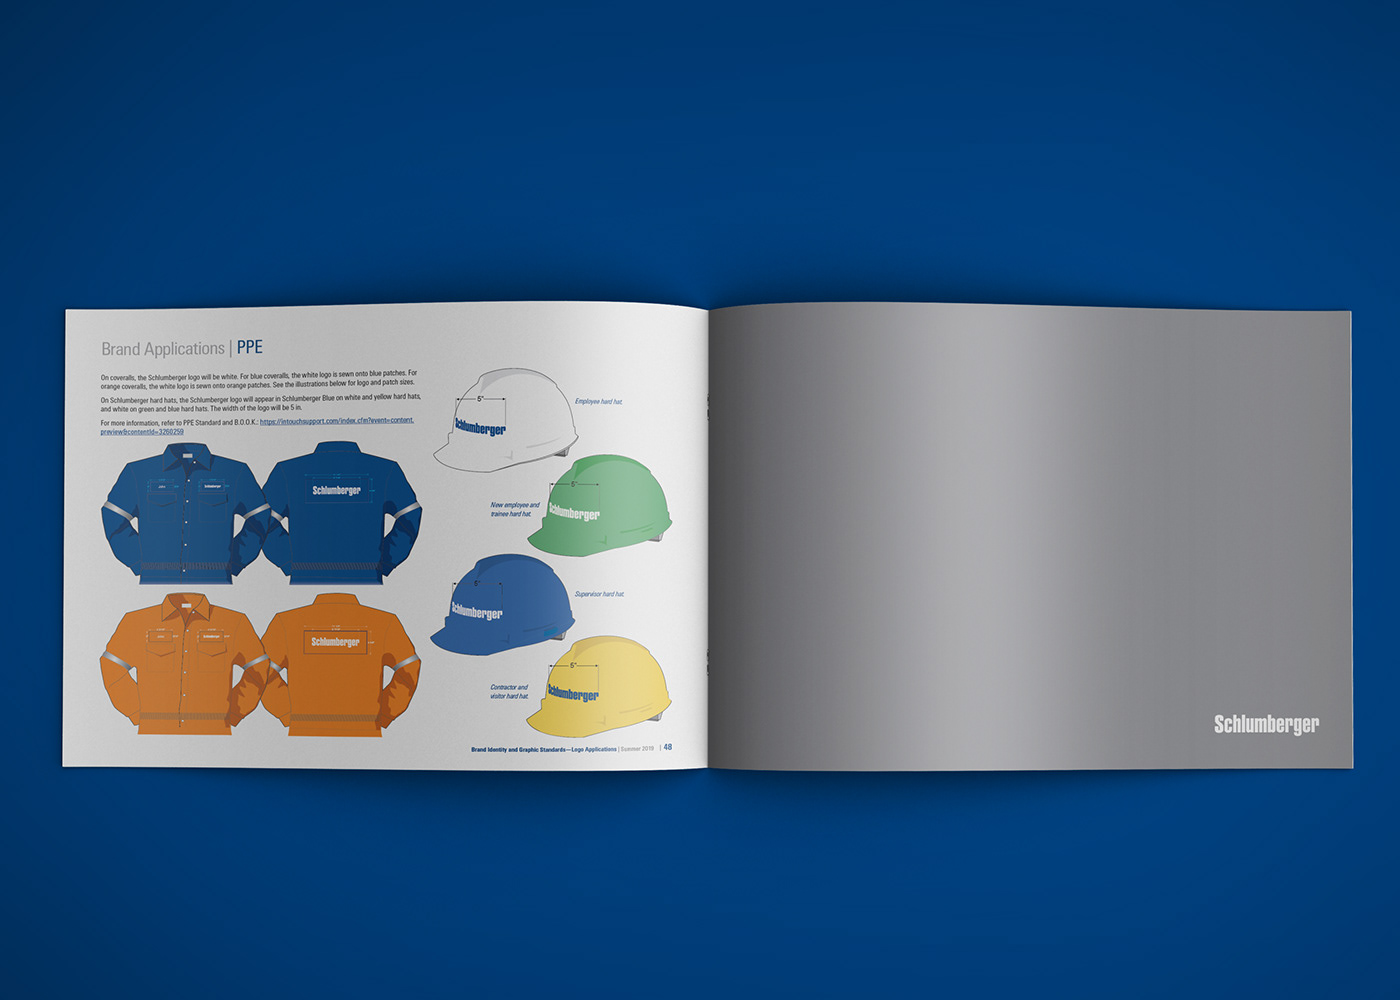 Brand Applications | PPE
On coveralls, the Schlumberger logo will be white. For blue coveralls, the white logo is sewn onto blue patches. For
orange coveralls, the white logo is sewn onto orange patches. See the illustrations below for logo and patch sizes.
On Schlumberger hard hats, the Schlumberger logo will appear in Schlumberger Blue on white and yellow hard hats,
and white on green and blue hard hats. The width of the logo will be 5 in.
For more information, refer to PPE Standard and B.O.O.K.: https://intouchsupport.com/index.cfm?event=content.
preview&contentId=3260259
5"
Schlumberger
Employee hard hat.
Schlumberger
Schlumberger
5"
Schlumberger
New employee and
trainee hard hat.
5"
Schlumberger
Supervisor hard hat.
Schlumberger
Schlumberger
5"
Schlumberger
Contractor and
visitor hard hat.
Brand Identity and Graphic Standards—Logo Applications | Summer 2019 | 48
Schlumberger